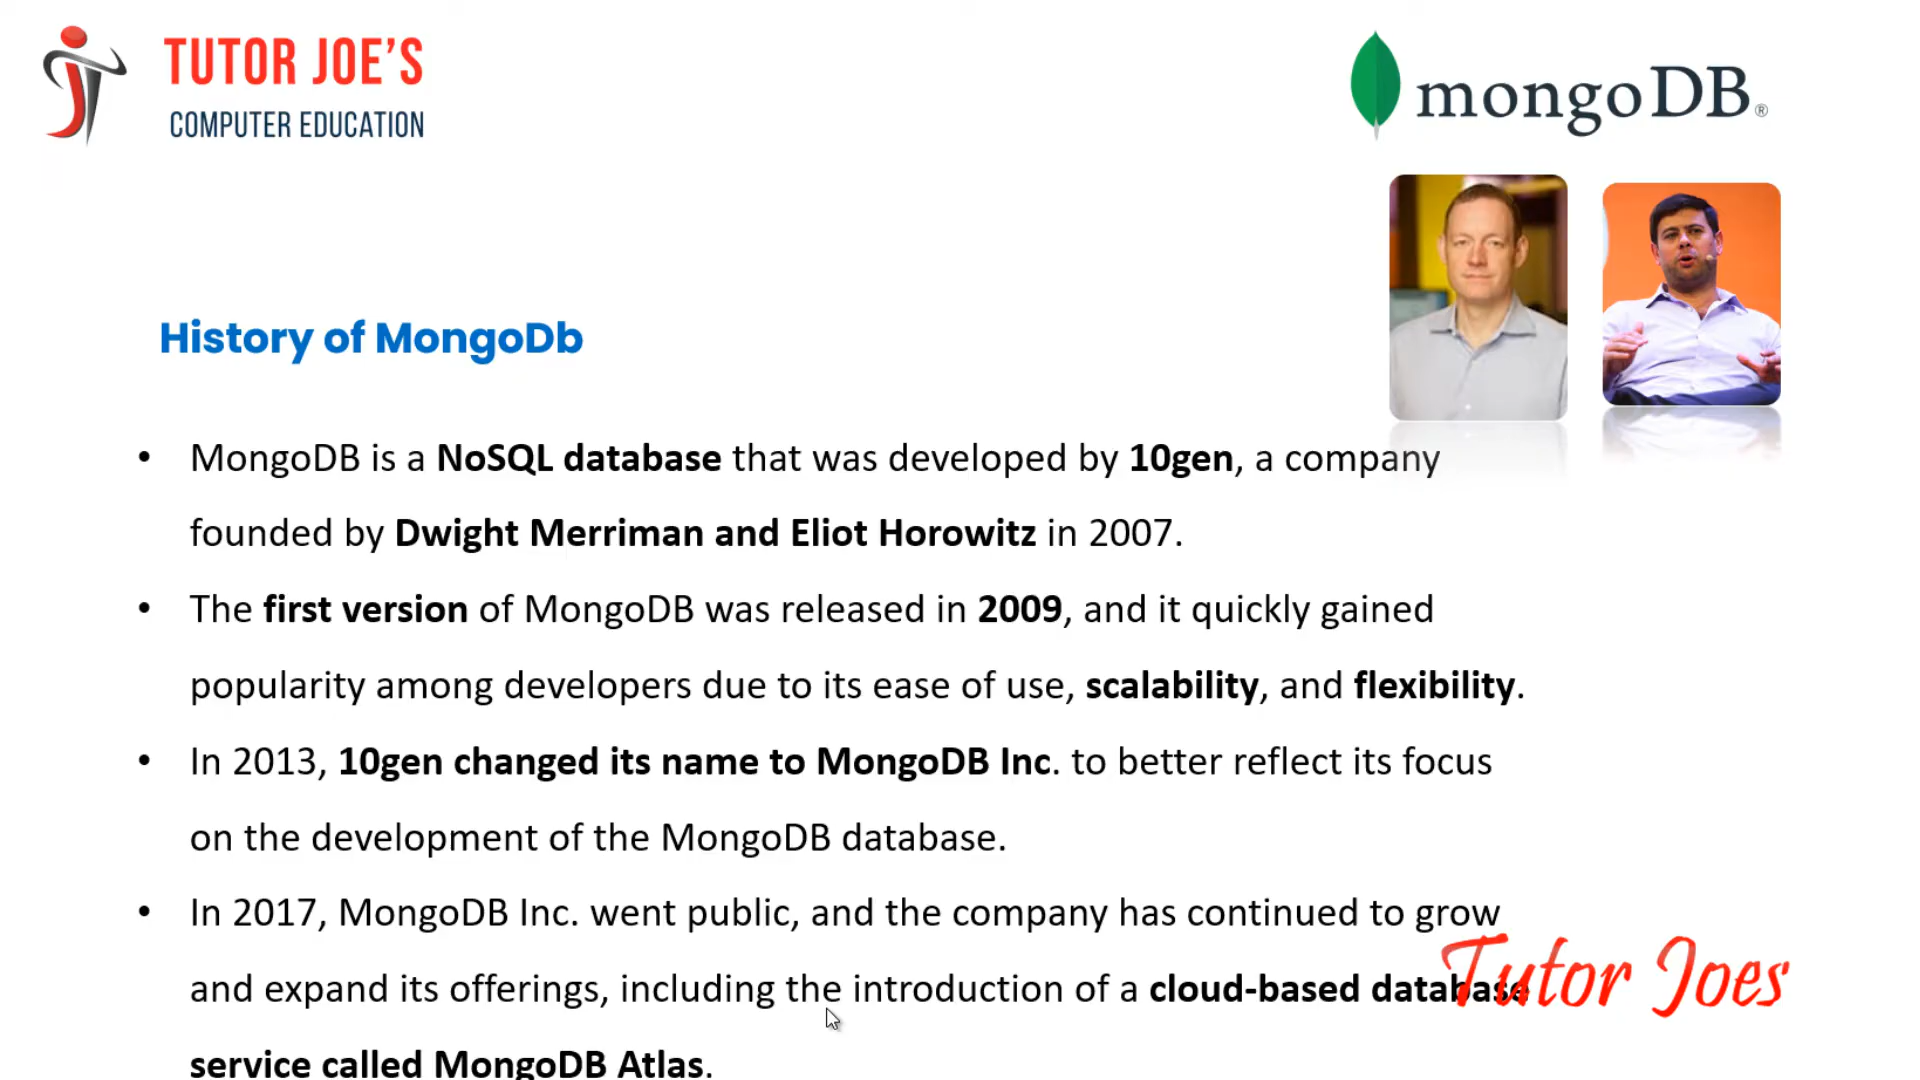 TUTOR JOE'S
COMPUTER EDUCATION
mongoDB®
History of MongoDb
• MongoDB is a NoSQL database that was developed by 10gen, a company
founded by Dwight Merriman and Eliot Horowitz in 2007.
• The first version of MongoDB was released in 2009, and it quickly gained
popularity among developers due to its ease of use, scalability, and flexibility.
• In 2013, 10gen changed its name to MongoDB Inc. to better reflect its focus
on the development of the MongoDB database.
• In 2017, MongoDB Inc. went public, and the company has continued to grow
and expand its offerings, including the introduction of a cloud-based database
service called MongoDB Atlas.
Tutor Joes